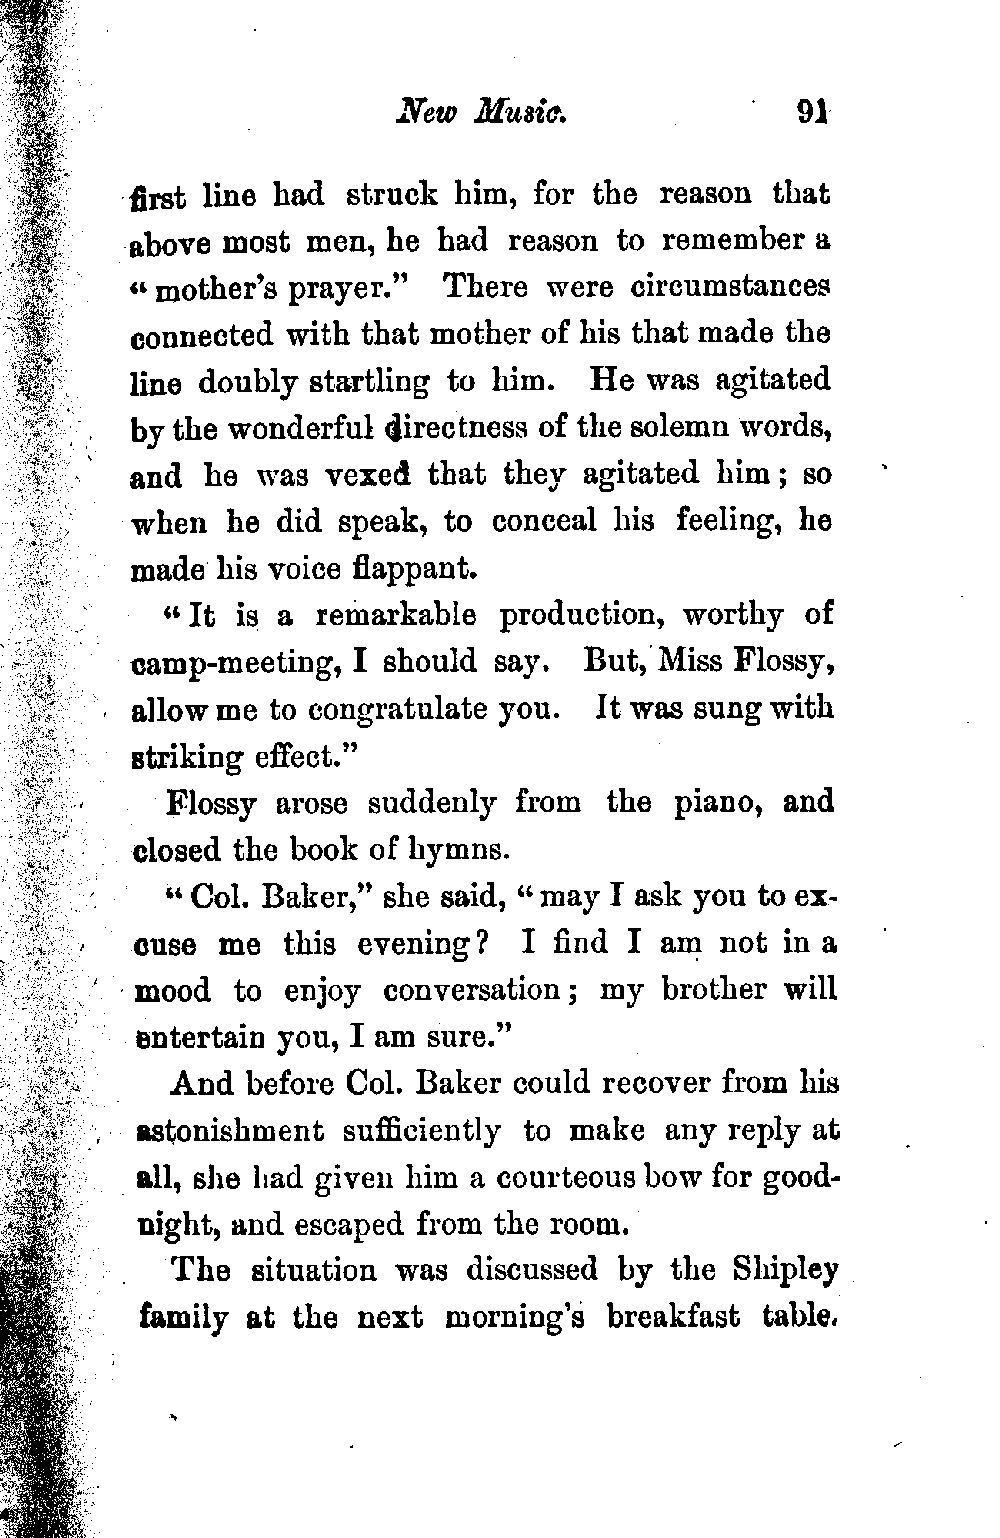 New Music. 91
first line had struck him, for the reason that
above most men, he had reason to remember a
“mother’s prayer.” There were circumstances
connected with that mother of his that made the
line doubly startling to him. He was agitated
by the wonderful directness of the solemn words,
and he was vexed that they agitated him; so
when he did speak, to conceal his feeling, he
made his voice flappant.
“It is a remarkable production, worthy of
camp-meeting, I should say. But, Miss Flossy,
allow me to congratulate you. It was sung with
striking effect.”
Flossy arose suddenly from the piano, and
closed the book of hymns.
“Col. Baker,” she said, “may I ask you to ex-
cuse me this evening? I find I am not in a
mood to enjoy conversation; my brother will
entertain you, I am sure.”
And before Col. Baker could recover from his
astonishment sufficiently to make any reply at
all, she had given him a courteous bow for good-
night, and escaped from the room.
The situation was discussed by the Shipley
family at the next morning’s breakfast table.